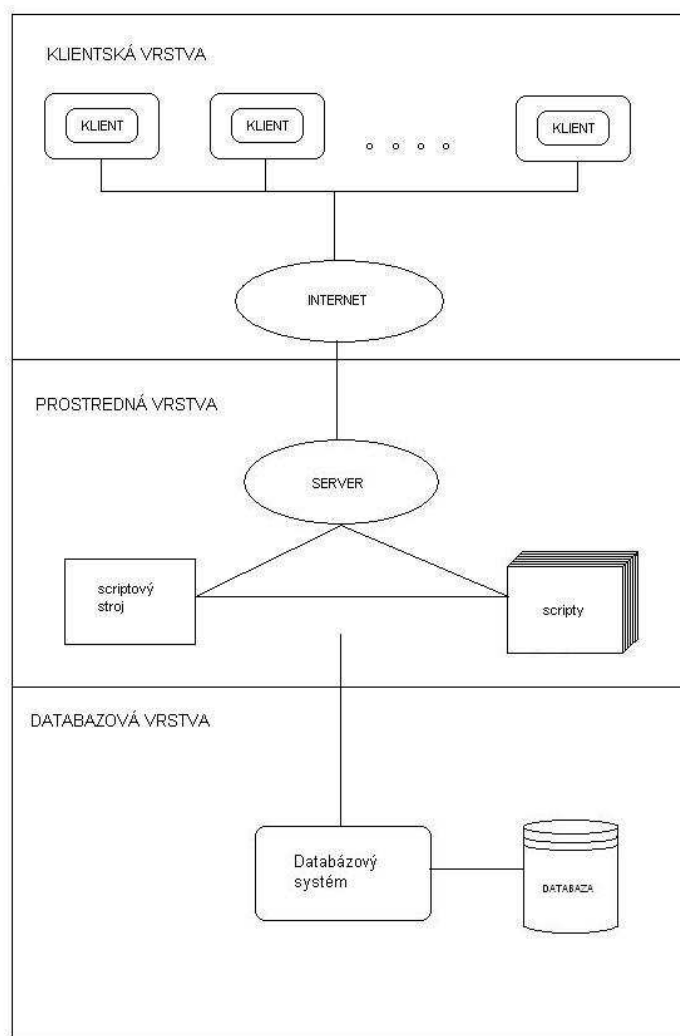 KLIENTSKÁ VRSTVA
KLIENT
KLIENT
KLIENT
INTERNET
PROSTREDNÁ VRSTVA
SERVER
scriptový
stroj
scripty
DATABAZOVÁ VRSTVA
Databázový
systém
DATABAZA